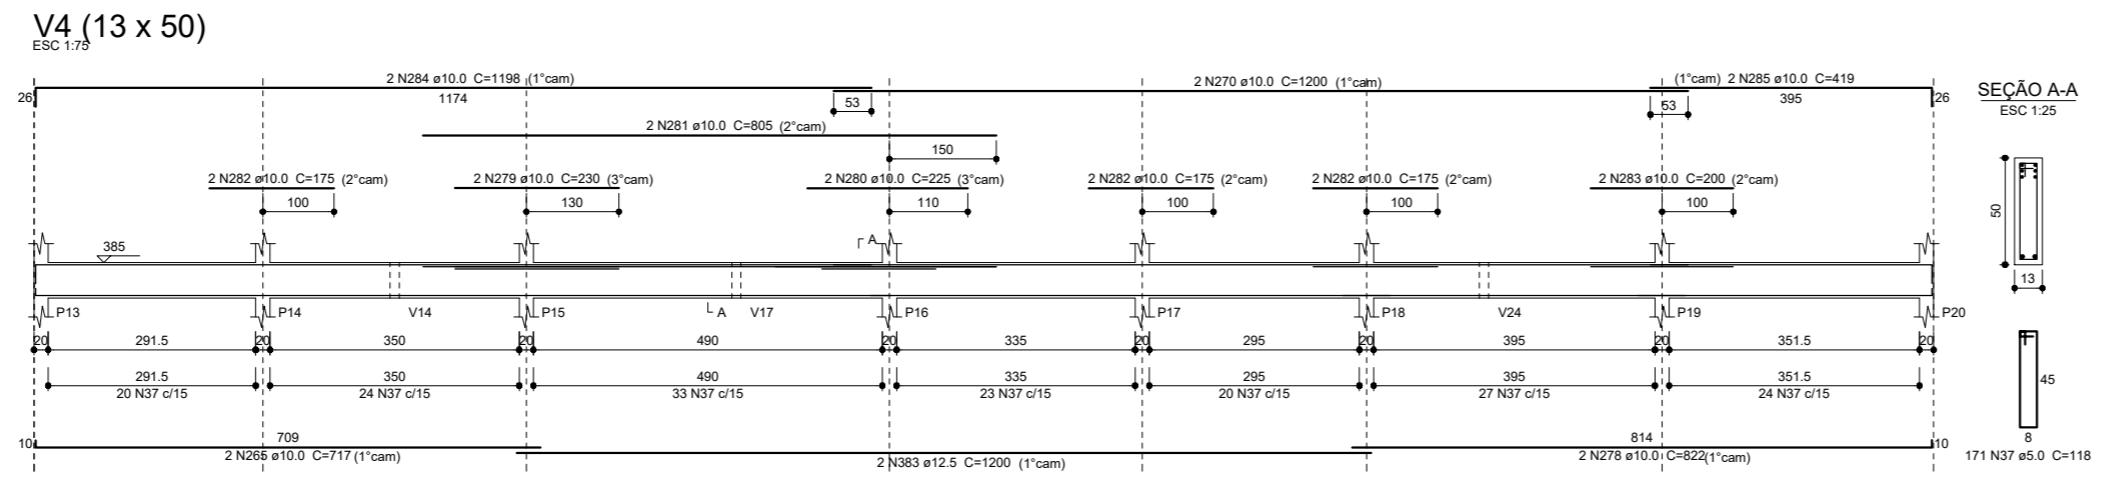 V4 (13 x 50)
ESC 1:75
2 N284 ø10.0 C=1198 (1°cam)
2 N270 ø10.0 C=1200 (1°cam)
(1°cam) 2 N285 ø10.0 C=419
26
1174
53
53
395
26
2 N281 ø10.0 C=805 (2°cam)
150
2 N282 ø10.0 C=175 (2°cam)
2 N279 ø10.0 C=230 (3°cam)
2 N280 ø10.0 C=225 (3°cam)
2 N282 ø10.0 C=175 (2°cam)
2 N282 ø10.0 C=175 (2°cam)
2 N283 ø10.0 C=200 (2°cam)
100
130
110
100
100
100
385
A
P13
P14
V14
P15
A
V17
P16
P17
P18
V24
P19
P20
20
291.5
20
350
20
490
20
335
20
295
20
395
20
351.5
20
291.5
350
490
335
295
395
351.5
20 N37 c/15
24 N37 c/15
33 N37 c/15
23 N37 c/15
20 N37 c/15
27 N37 c/15
24 N37 c/15
10
709
814
10
2 N265 ø10.0 C=717 (1°cam)
2 N383 ø12.5 C=1200 (1°cam)
2 N278 ø10.0 C=822 (1°cam)
SEÇÃO A-A
ESC 1:25
50
13
45
8
171 N37 ø5.0 C=118